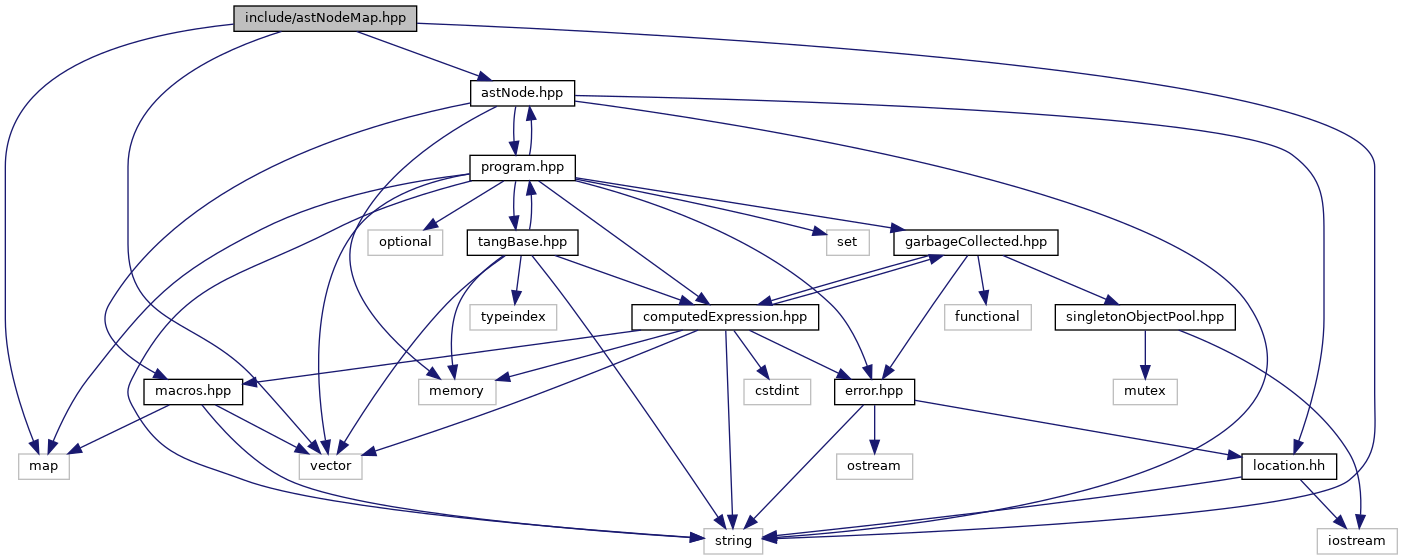 include/astNodeMap.hpp
astNode.hpp
program.hpp
optional
tangBase.hpp
set
garbageCollected.hpp
typeindex
computedExpression.hpp
functional
singletonObjectPool.hpp
macros.hpp
memory
cstdint
error.hpp
mutex
map
vector
ostream
location.hh
string
iostream